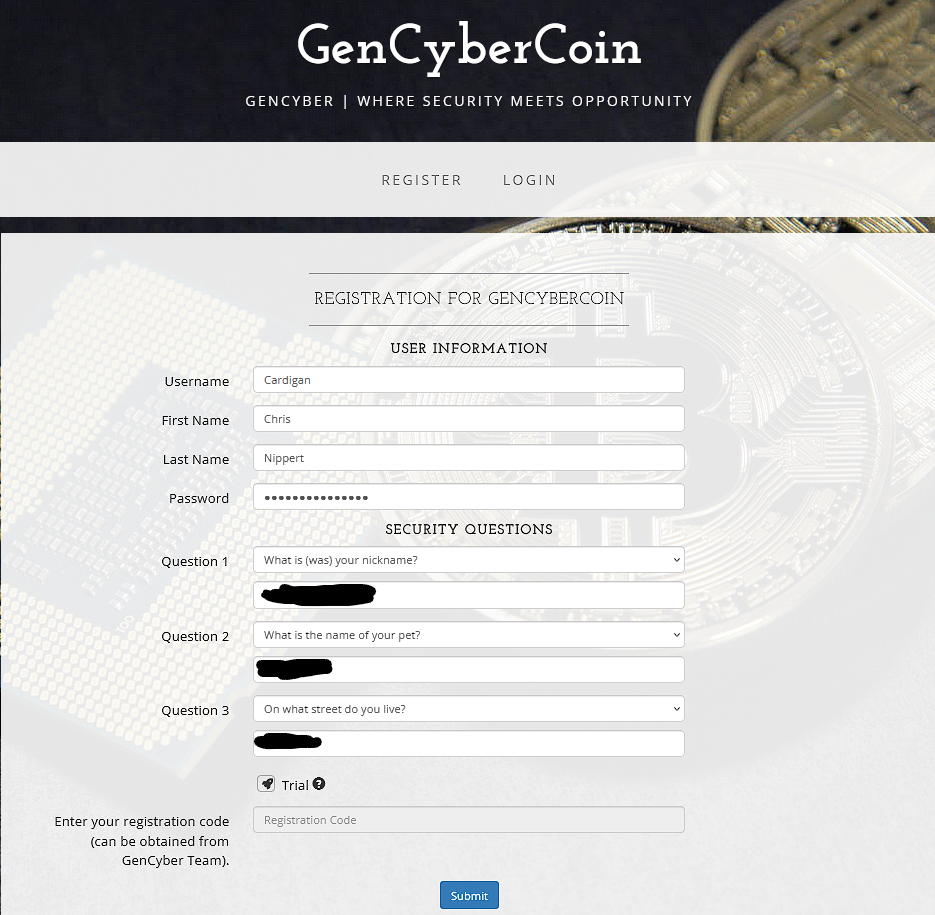 GenCyberCoin
GENCYBER | WHERE SECURITY MEETS OPPORTUNITY
REGISTER LOGIN
REGISTRATION FOR GENCYBERCOIN
USER INFORMATION
Username Cardigan
First Name Chris
Last Name Nippert
Password •••••••••••••••
SECURITY QUESTIONS
Question 1 What is (was) your nickname?
Question 2 What is the name of your pet?
Question 3 On what street do you live?
Trial ?
Enter your registration code Registration Code
(can be obtained from
GenCyber Team).
Submit